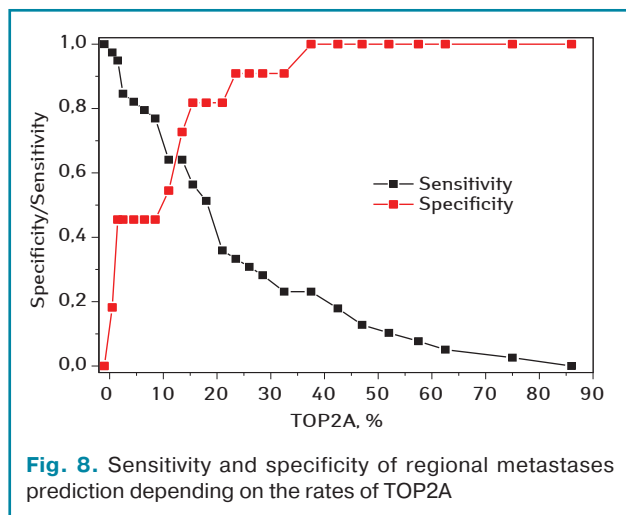 1,0
0,8
0,6
0,4
0,2
0,0
Specificity/Sensitivity
Sensitivity
Specificity
0 10 20 30 40 50 60 70 80 90
TOP2A, %
Fig. 8. Sensitivity and specificity of regional metastases
prediction depending on the rates of TOP2A